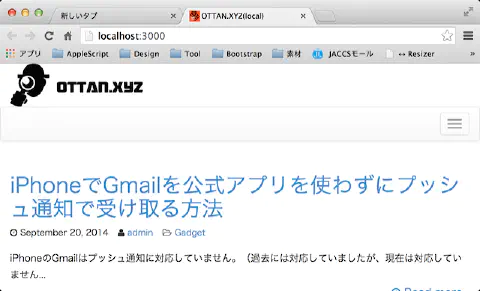 新しいタブ
OTTAN.XYZ(local)
localhost:3000
アプリ
AppleScript
Design
Tool
Bootstrap
素材
JACCSモール
↔ Resizer
OTTAN.XYZ
iPhoneでGmailを公式アプリを使わずにプッシ
ュ通知で受け取る方法
September 20, 2014 admin Gadget
iPhoneのGmailはプッシュ通知に対応していません。（過去には対応していましたが、現在は対応してい
ません...
Read more